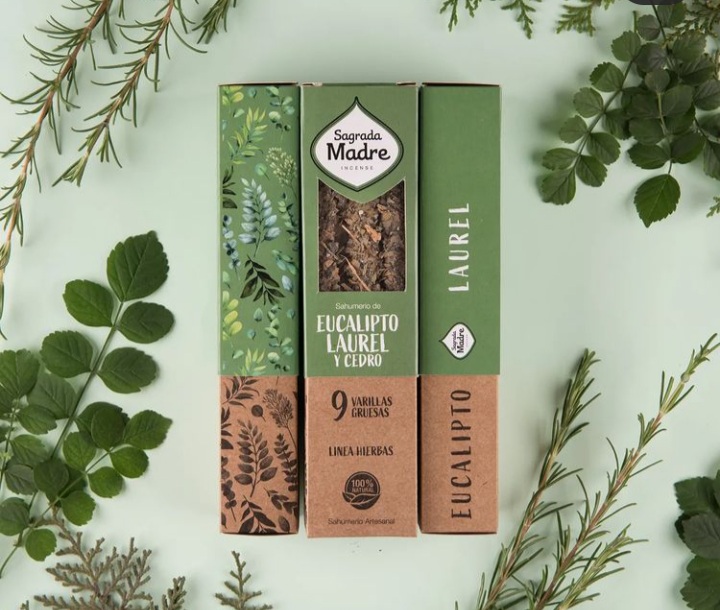 Sagrada
Madre
INCENSE
Sahumerio de
EUCALIPTO
LAUREL
Y CEDRO
9 VARILLAS
GRUESAS
LINEA HIERBAS
100%
NATURAL
Sahumerio Artesanal
LAUREL
Sagrada
Madre
EUCALIPTO